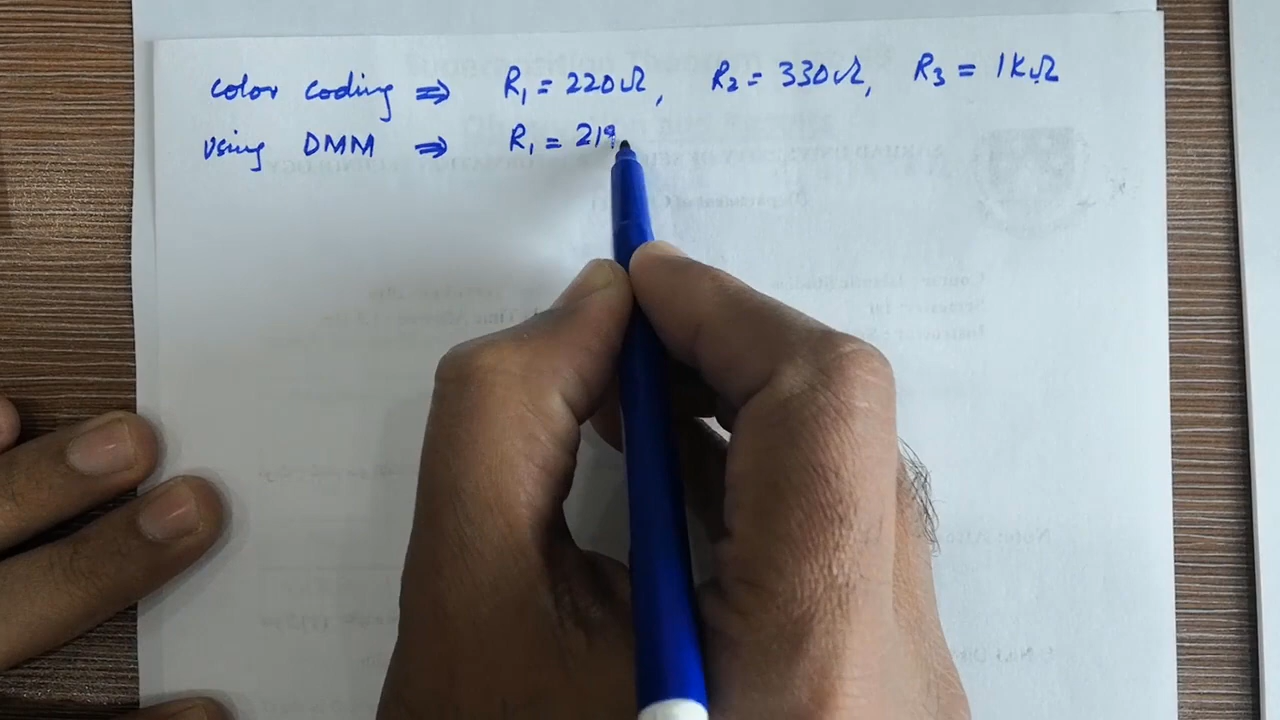 color coding ⇒ R₁ = 220Ω, R₂ = 330Ω, R₃ = 1KΩ
using DMM ⇒ R₁ = 219